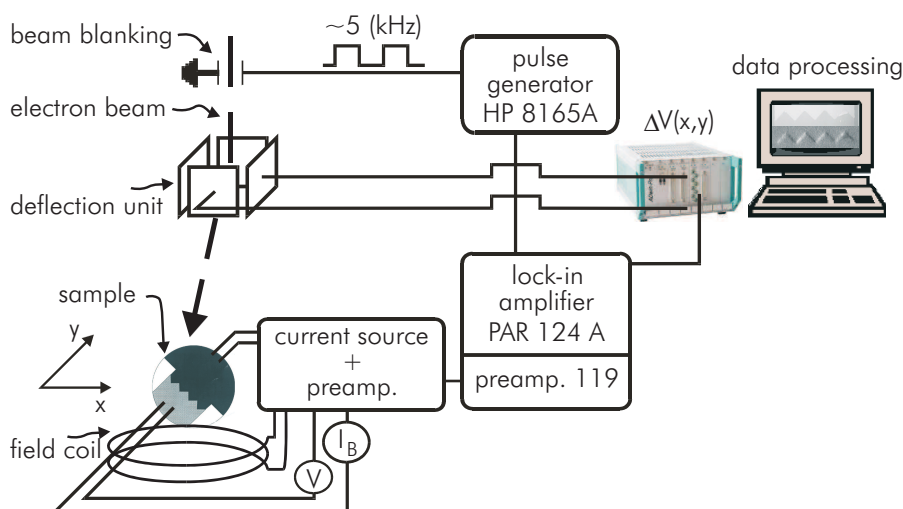 beam blanking
~5 (kHz)
pulse
generator
HP 8165A
data processing
electron beam
ΔV(x,y)
deflection unit
lock-in
amplifier
PAR 124 A
preamp. 119
sample
current source
+
preamp.
y
x
field coil
I_B
V